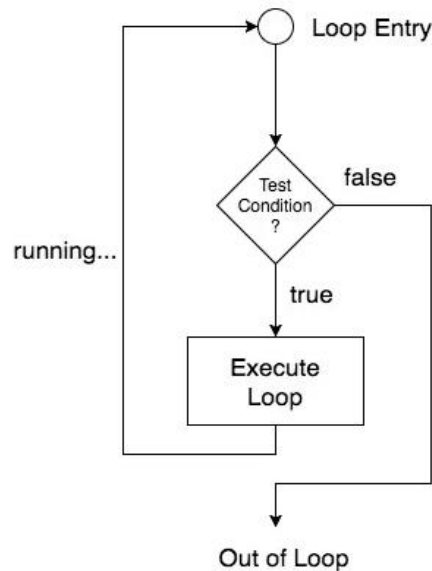 Loop Entry
Test
Condition
?
false
running...
true
Execute
Loop
Out of Loop